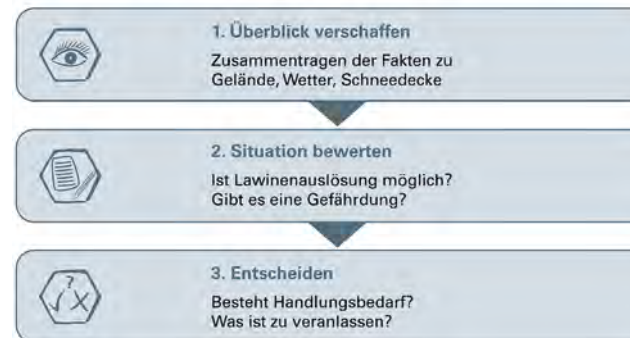 1. Überblick verschaffen
Zusammentragen der Fakten zu
Gelände, Wetter, Schneedecke
2. Situation bewerten
Ist Lawinenauslösung möglich?
Gibt es eine Gefährdung?
3. Entscheiden
Besteht Handlungsbedarf?
Was ist zu veranlassen?